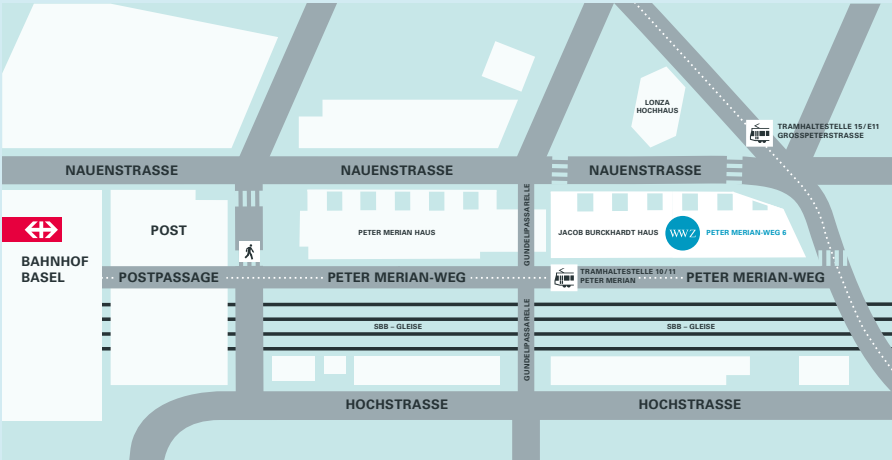 LONZA
HOCHHAUS
TRAMHALTESTELLE 15/E11
GROSSPETERSTRASSE
NAUENSTRASSE
NAUENSTRASSE
NAUENSTRASSE
POST
PETER MERIAN HAUS
GUNDELIPASSARELLE
JACOB BURCKHARDT HAUS
WWZ
PETER MERIAN-WEG 6
BAHNHOF
BASEL
POSTPASSAGE
PETER MERIAN-WEG
TRAMHALTESTELLE 10/11
PETER MERIAN
PETER MERIAN-WEG
SBB – GLEISE
GUNDELIPASSARELLE
SBB – GLEISE
HOCHSTRASSE
HOCHSTRASSE